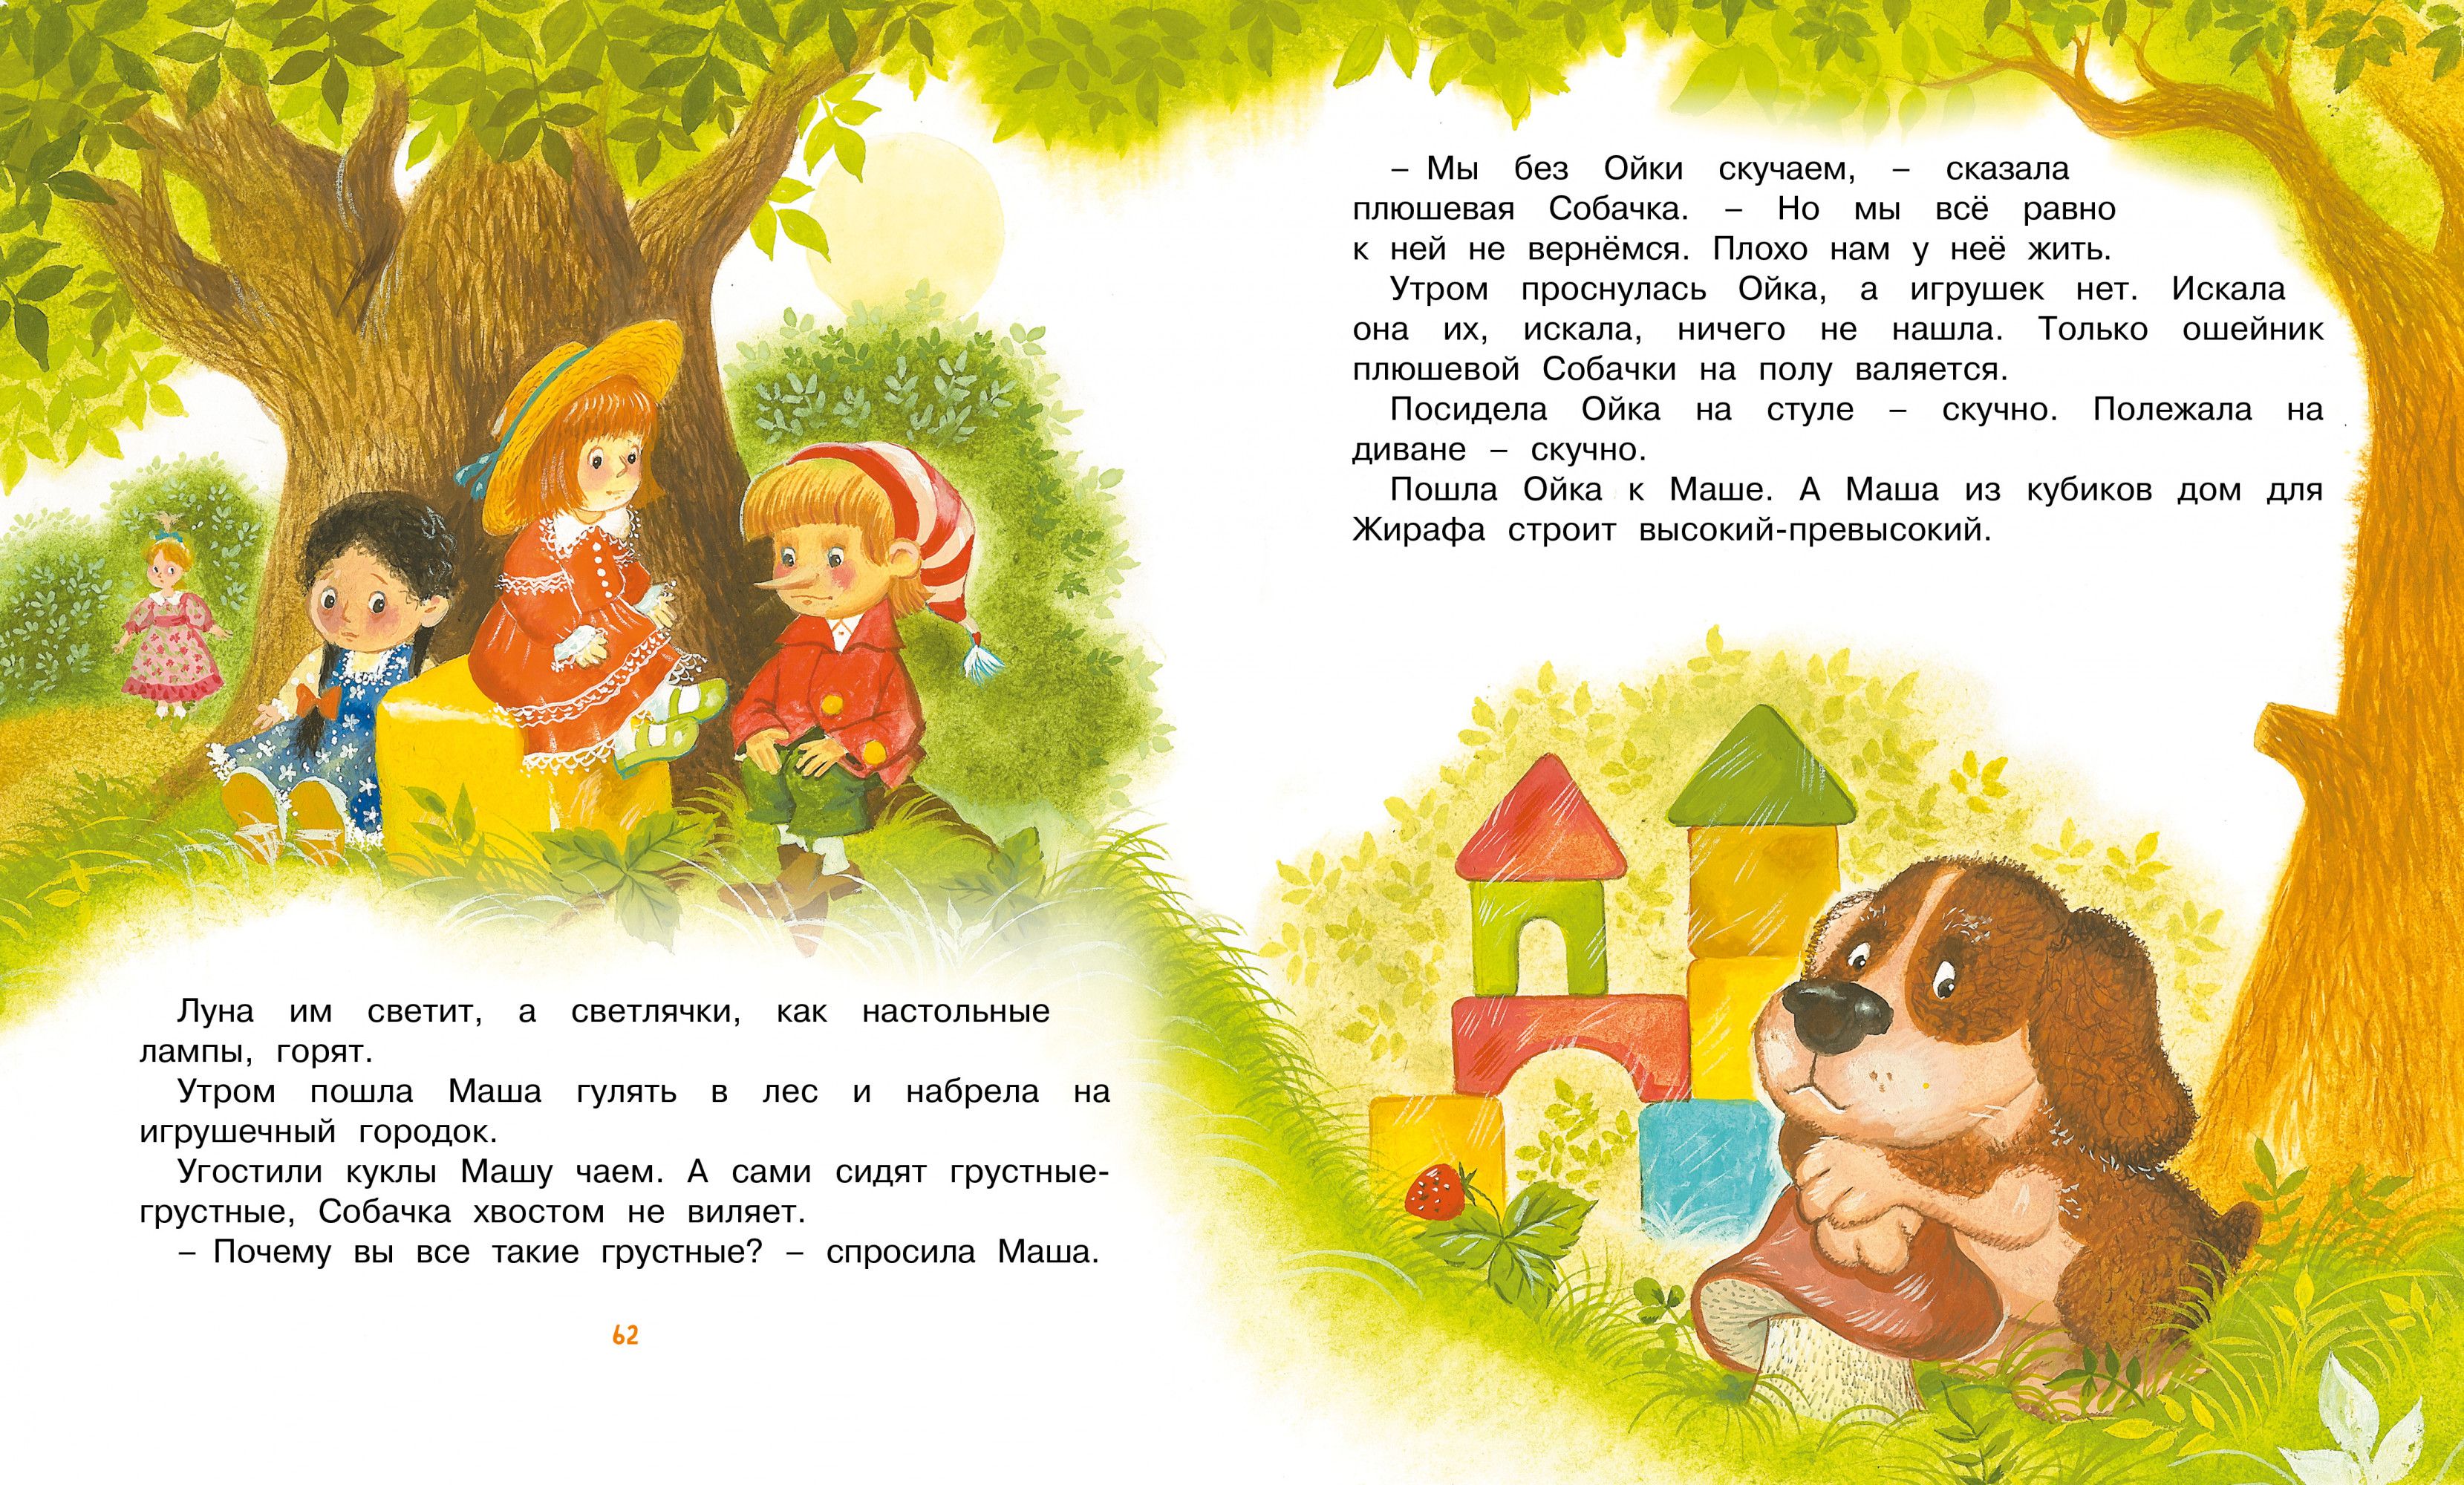 Луна им светит, а светлячки, как настольные
лампы, горят.
Утром пошла Маша гулять в лес и набрела на
игрушечный городок.
Угостили куклы Машу чаем. А сами сидят грустные-
грустные, Собачка хвостом не виляет.
– Почему вы все такие грустные? – спросила Маша.
62
– Мы без Ойки скучаем, – сказала
плюшевая Собачка. – Но мы всё равно
к ней не вернёмся. Плохо нам у неё жить.
Утром проснулась Ойка, а игрушек нет. Искала
она их, искала, ничего не нашла. Только ошейник
плюшевой Собачки на полу валяется.
Посидела Ойка на стуле – скучно. Полежала на
диване – скучно.
Пошла Ойка к Маше. А Маша из кубиков дом для
Жирафа строит высокий-превысокий.